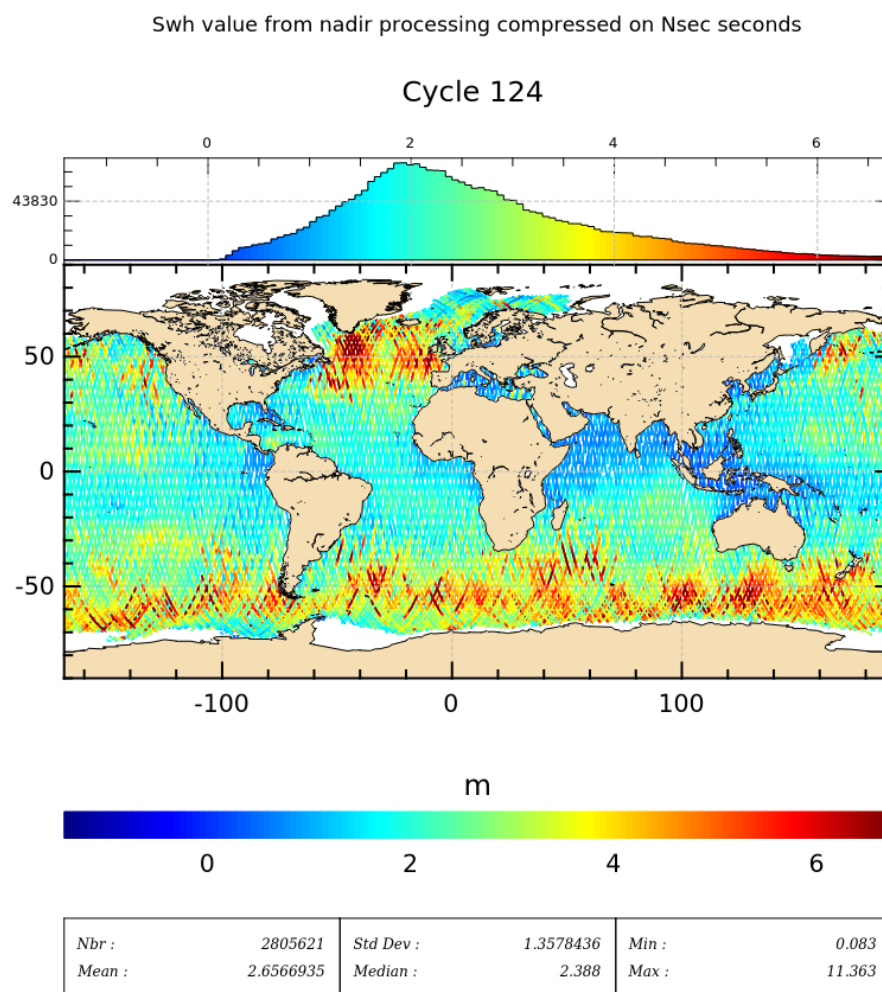 Swh value from nadir processing compressed on Nsec seconds
Cycle 124
0 2 4 6
43830
0
50
0
-50
-100 0 100
m
0 2 4 6
Nbr : 2805621 Std Dev : 1.3578436 Min : 0.083
Mean : 2.6566935 Median : 2.388 Max : 11.363